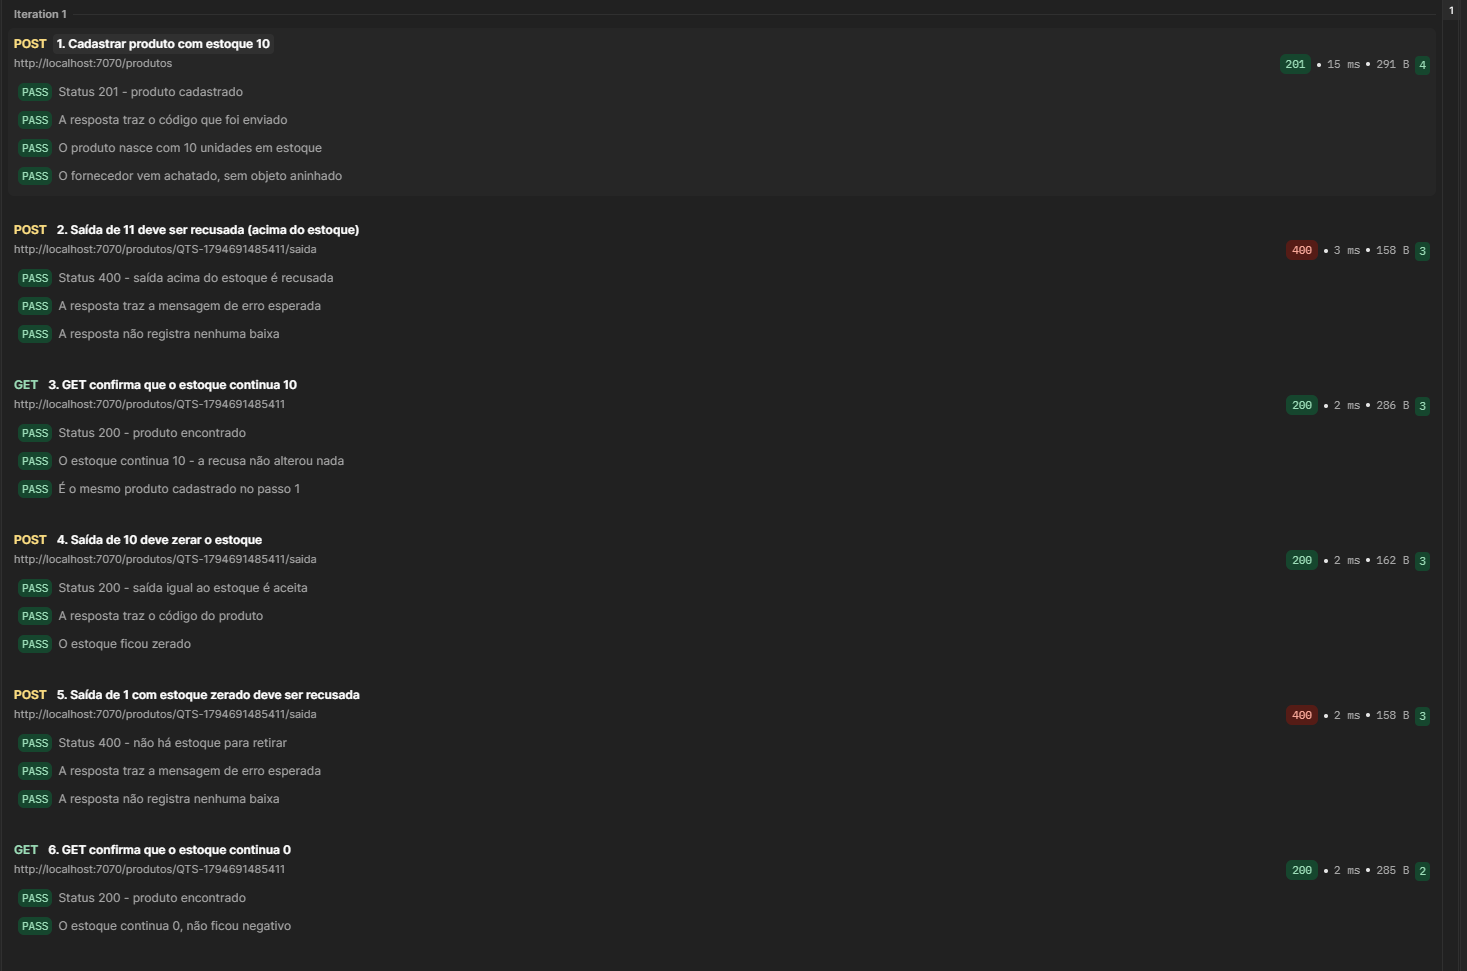 Iteration 1
1
POST 1. Cadastrar produto com estoque 10
http://localhost:7070/produtos
201 • 15 ms • 291 B 4
PASS Status 201 - produto cadastrado
PASS A resposta traz o código que foi enviado
PASS O produto nasce com 10 unidades em estoque
PASS O fornecedor vem achatado, sem objeto aninhado
POST 2. Saída de 11 deve ser recusada (acima do estoque)
http://localhost:7070/produtos/QTS-1794691485411/saida
400 • 3 ms • 158 B 3
PASS Status 400 - saída acima do estoque é recusada
PASS A resposta traz a mensagem de erro esperada
PASS A resposta não registra nenhuma baixa
GET 3. GET confirma que o estoque continua 10
http://localhost:7070/produtos/QTS-1794691485411
200 • 2 ms • 286 B 3
PASS Status 200 - produto encontrado
PASS O estoque continua 10 - a recusa não alterou nada
PASS É o mesmo produto cadastrado no passo 1
POST 4. Saída de 10 deve zerar o estoque
http://localhost:7070/produtos/QTS-1794691485411/saida
200 • 2 ms • 162 B 3
PASS Status 200 - saída igual ao estoque é aceita
PASS A resposta traz o código do produto
PASS O estoque ficou zerado
POST 5. Saída de 1 com estoque zerado deve ser recusada
http://localhost:7070/produtos/QTS-1794691485411/saida
400 • 2 ms • 158 B 3
PASS Status 400 - não há estoque para retirar
PASS A resposta traz a mensagem de erro esperada
PASS A resposta não registra nenhuma baixa
GET 6. GET confirma que o estoque continua 0
http://localhost:7070/produtos/QTS-1794691485411
200 • 2 ms • 285 B 2
PASS Status 200 - produto encontrado
PASS O estoque continua 0, não ficou negativo